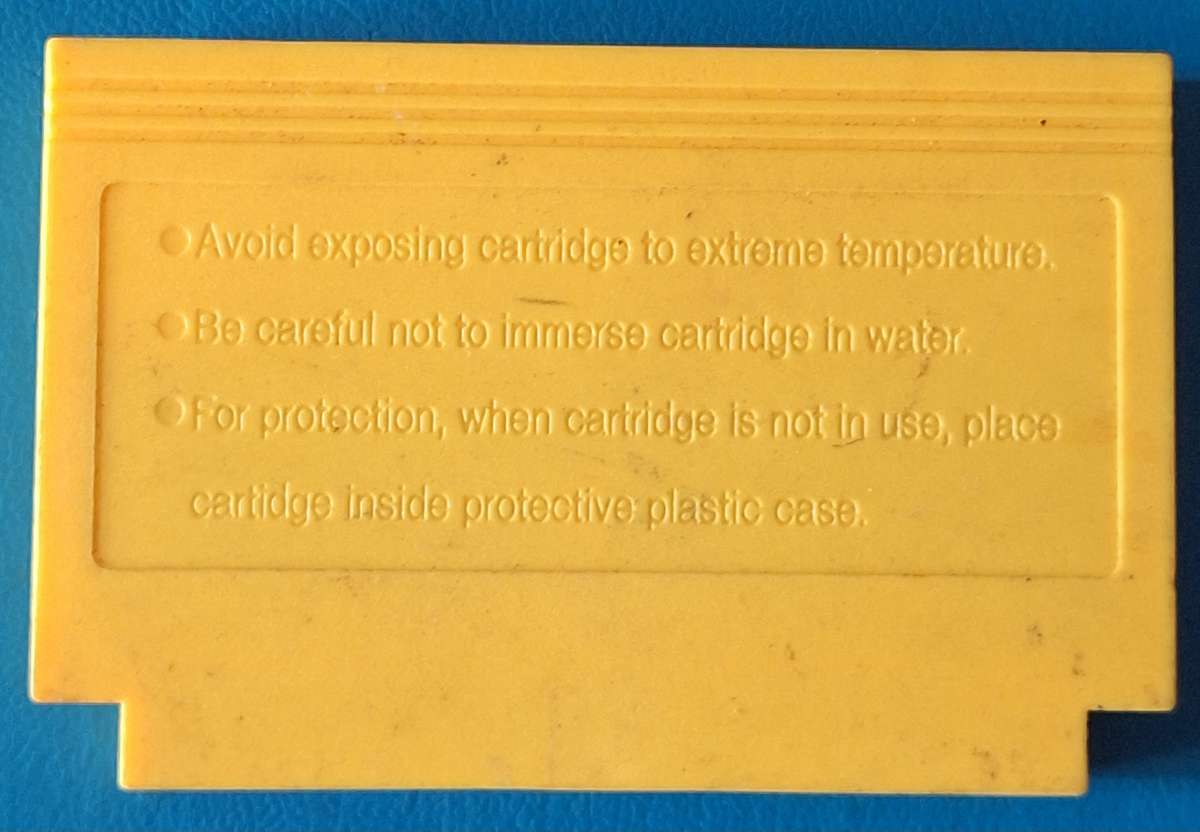 ●Avoid exposing cartridge to extreme temperature.
●Be careful not to immerse cartridge in water.
●For protection, when cartridge is not in use, place
cartidge inside protective plastic case.